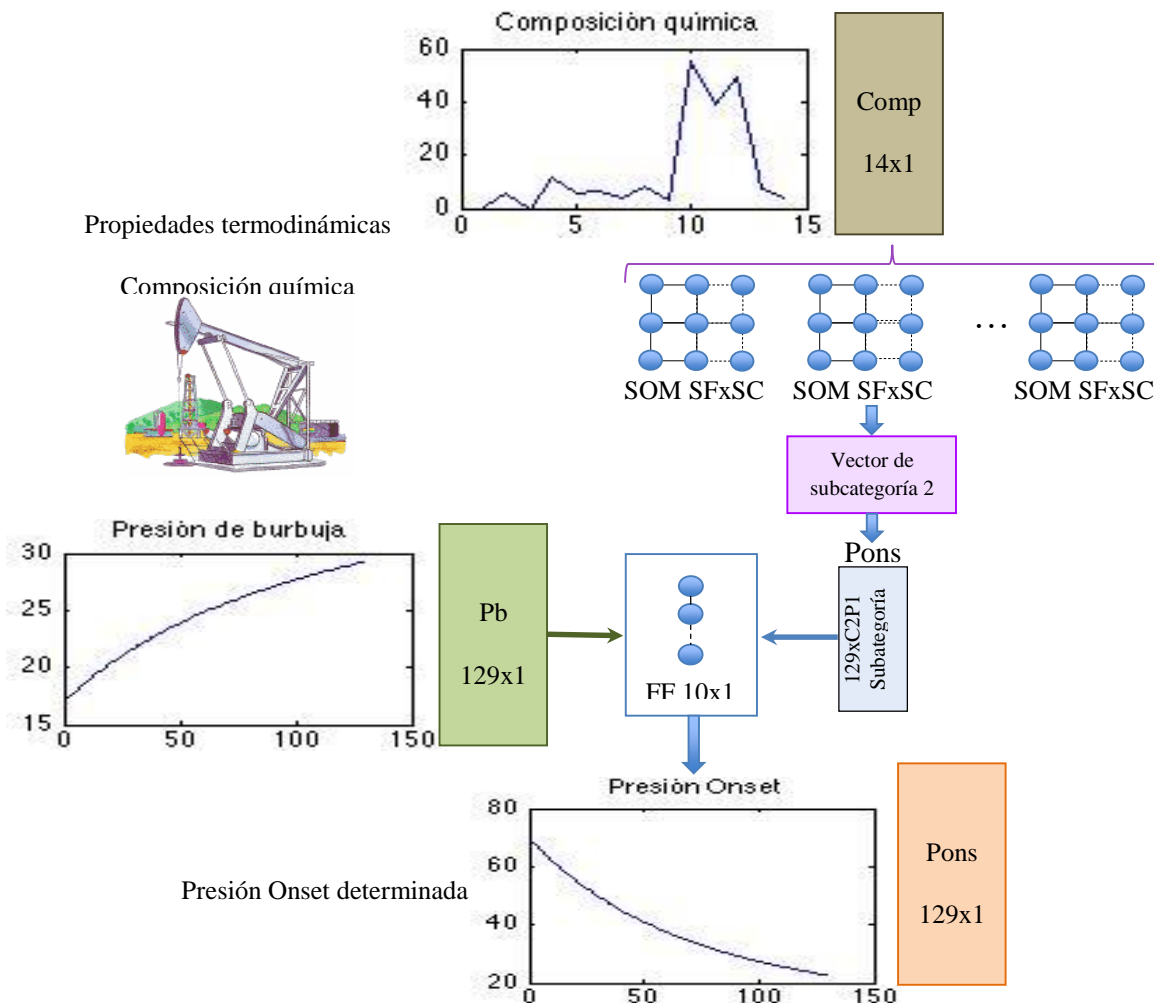 Composición química
60
40
20
0
0
5
10
15
Comp
14x1
Propiedades termodinámicas
Composición química
SOM SFxSC
SOM SFxSC
...
SOM SFxSC
Vector de
subcategoría 2
Pons
129xC2P1
Subategoría
Presión de burbuja
30
25
20
15
0
50
100
150
Pb
129x1
FF 10x1
Presión Onset
80
60
40
20
0
50
100
150
Presión Onset determinada
Pons
129x1